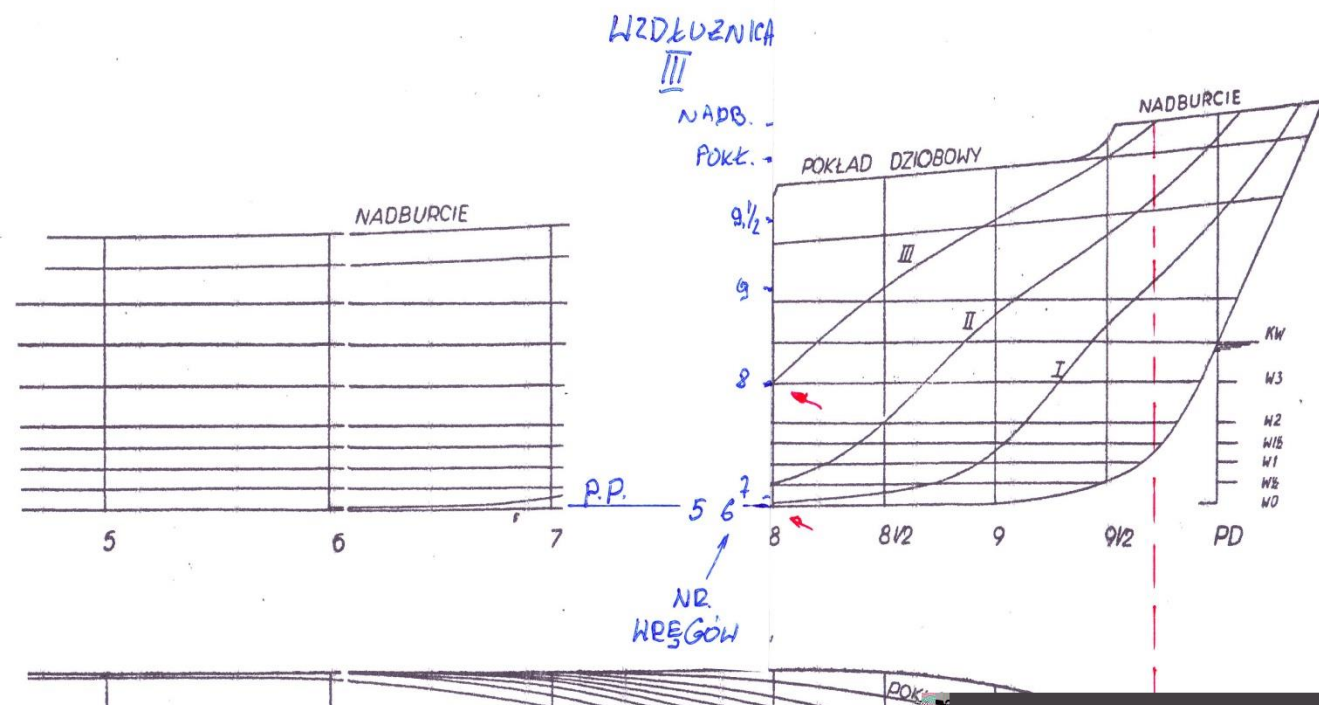 WZDŁUŻNICA
III
NADB.
POKŁ.
9 1/2
9
8
7
NADBURCIE
POKŁAD DZIOBOWY
NADBURCIE
III
II
I
KW
W3
W2
W1½
W1
W½
W0
P.P.
5 6
5
6
7
8
8 1/2
9
9 1/2
PD
NR.
WRĘGÓW